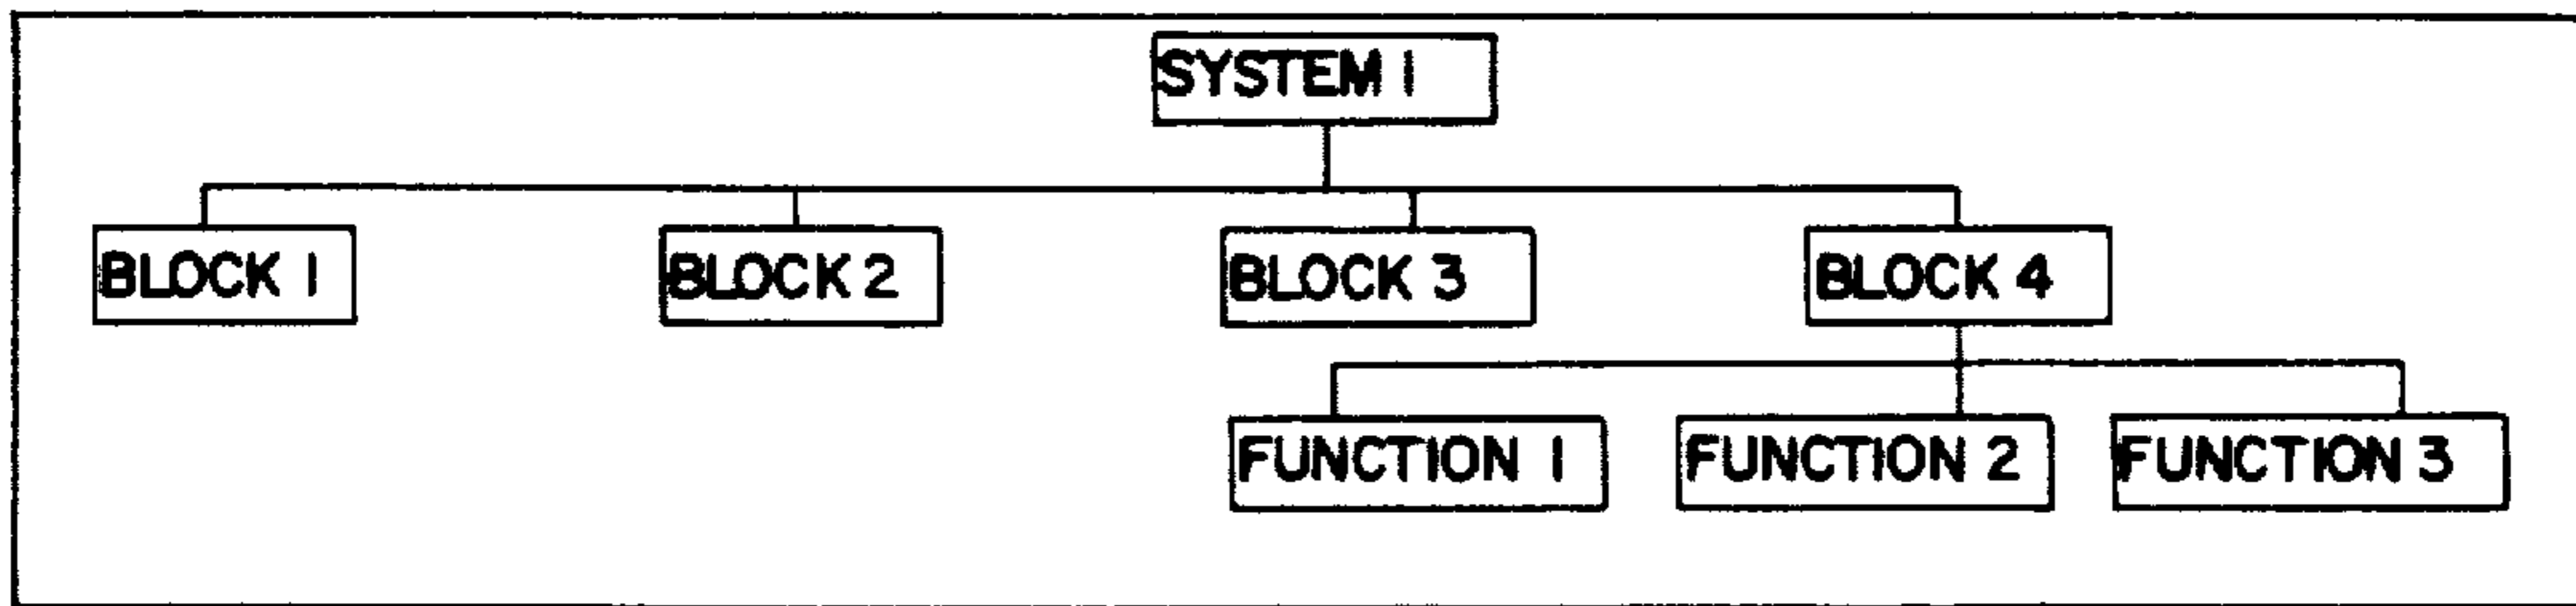 SYSTEM 1
BLOCK 1
BLOCK 2
BLOCK 3
BLOCK 4
FUNCTION 1
FUNCTION 2
FUNCTION 3